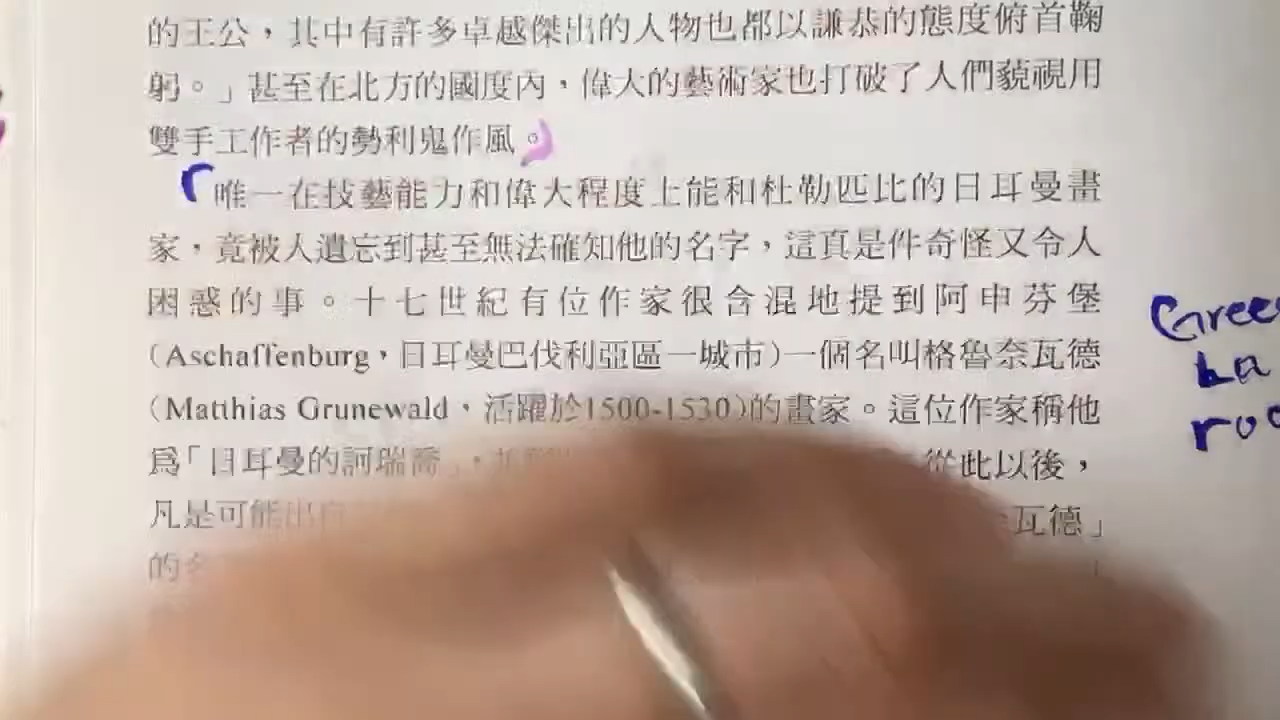 的王公，其中有許多卓越傑出的人物也都以謙恭的態度俯首鞠
躬。」甚至在北方的國度內，偉大的藝術家也打破了人們藐視用
雙手工作者的勢利鬼作風。
唯一在技藝能力和偉大程度上能和杜勒匹比的日耳曼畫
家，竟被人遺忘到甚至無法確知他的名字，這真是件奇怪又令人
困惑的事。十七世紀有位作家很含混地提到阿申芬堡
（Aschaffenburg，日耳曼巴伐利亞區一城市）一個名叫格魯奈瓦德
（Matthias Grunewald，活躍於1500-1530）的畫家。這位作家稱他
爲「日耳曼的訶瑞喬」， 從此以後，
凡是可能出自 瓦德」
的